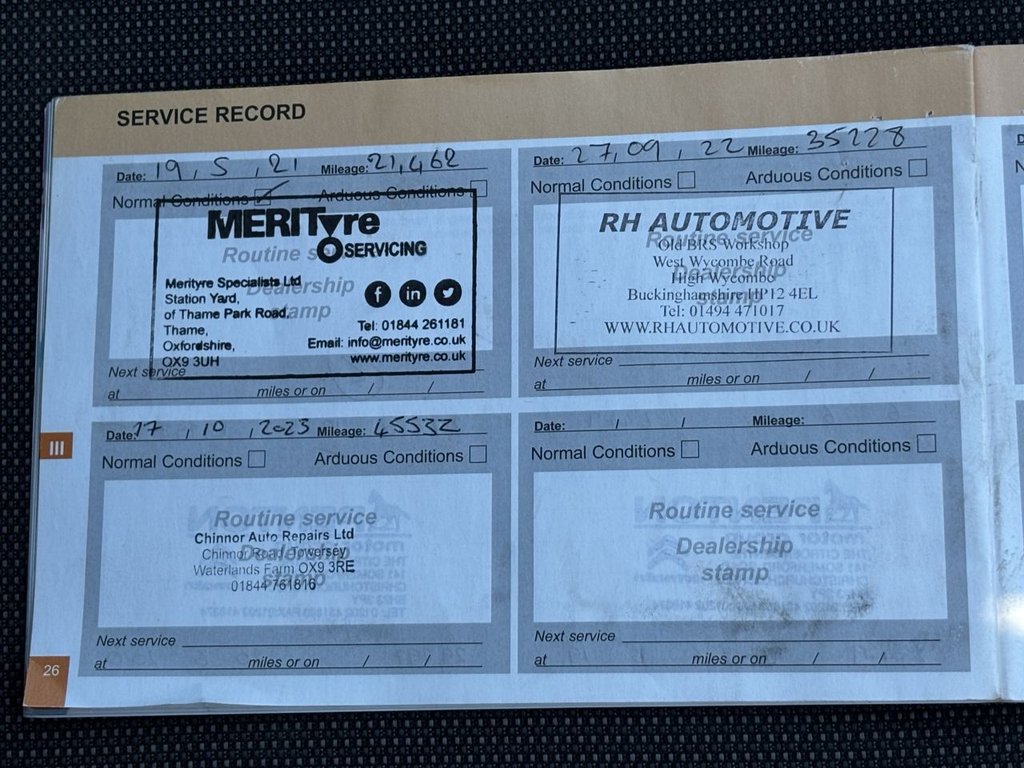 SERVICE RECORD
Date: 19 , 5 , 21 Mileage: 21,462
Normal Conditions Arduous Conditions
MERITyre
SERVICING
Routine se
Dealership
amp
Merityre Specialists Ltd
Station Yard,
of Thame Park Road,
Thame,
Oxfordshire,
OX9 3UH
f in
Tel: 01844 261181
Email: info@merityre.co.uk
www.merityre.co.uk
Next service
at miles or on / /
Date: 27,09 , 22 Mileage: 35228
Normal Conditions Arduous Conditions
RH AUTOMOTIVE
Routine service
Dealership
stamp
Old BRS Workshop
West Wycombe Road
High Wycombe
Buckinghamshire HP12 4EL
Tel: 01494 471017
WWW.RHAUTOMOTIVE.CO.UK
Next service
at miles or on / /
Date: 17 , 10 , 2023 Mileage: 45532
Normal Conditions Arduous Conditions
Routine service
Dealership
stamp
Chinnor Auto Repairs Ltd
Chinnor Road, Towersey
Waterlands Farm OX9 3RE
01844 761816
Next service
at miles or on / /
Date: / / Mileage:
Normal Conditions Arduous Conditions
Routine service
Dealership
stamp
Next service
at miles or on / /
III
26